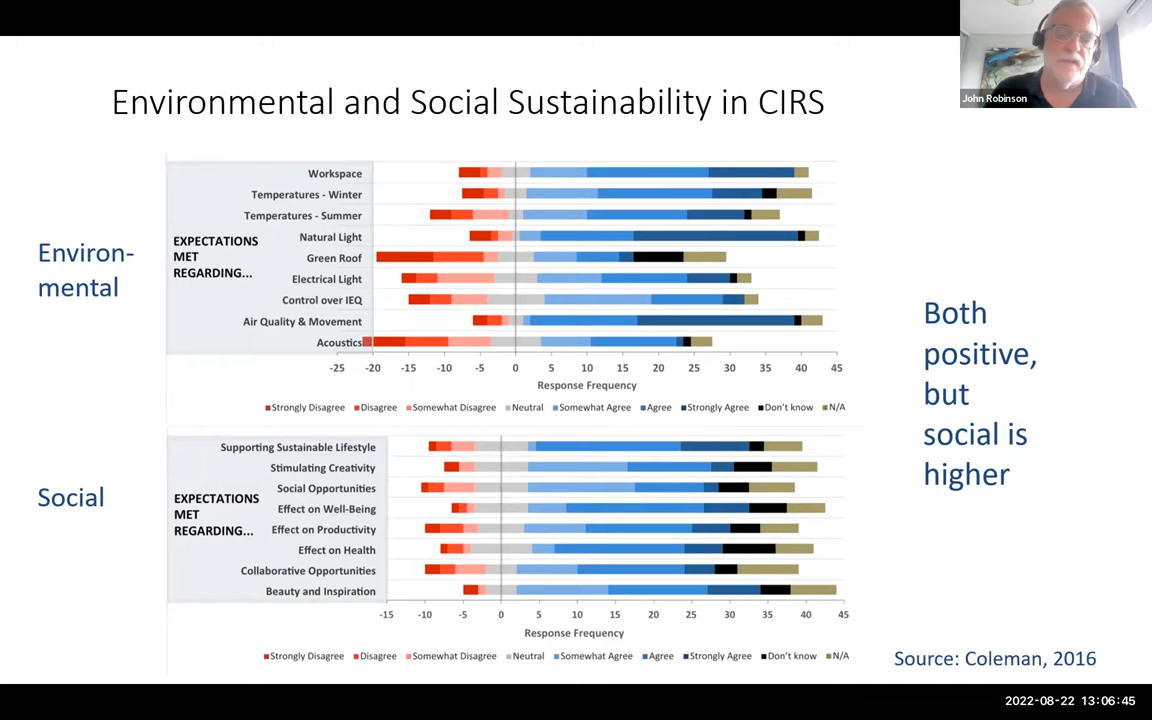 John Robinson
Environmental and Social Sustainability in CIRS
Environ-
mental
EXPECTATIONS
MET
REGARDING...
Workspace
Temperatures - Winter
Temperatures - Summer
Natural Light
Green Roof
Electrical Light
Control over IEQ
Air Quality & Movement
Acoustics
-25 -20 -15 -10 -5 0 5 10 15 20 25 30 35 40 45
Response Frequency
Strongly Disagree Disagree Somewhat Disagree Neutral Somewhat Agree Agree Strongly Agree Don't know N/A
Social
EXPECTATIONS
MET
REGARDING...
Supporting Sustainable Lifestyle
Stimulating Creativity
Social Opportunities
Effect on Well-Being
Effect on Productivity
Effect on Health
Collaborative Opportunities
Beauty and Inspiration
-15 -10 -5 0 5 10 15 20 25 30 35 40 45
Response Frequency
Strongly Disagree Disagree Somewhat Disagree Neutral Somewhat Agree Agree Strongly Agree Don't know N/A
Both
positive,
but
social is
higher
Source: Coleman, 2016
2022-08-22 13:06:45